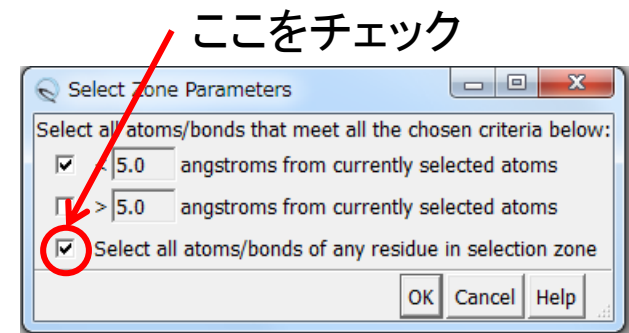 ここをチェック
Select Zone Parameters
Select all atoms/bonds that meet all the chosen criteria below:
< 5.0 angstroms from currently selected atoms
> 5.0 angstroms from currently selected atoms
Select all atoms/bonds of any residue in selection zone
OK Cancel Help